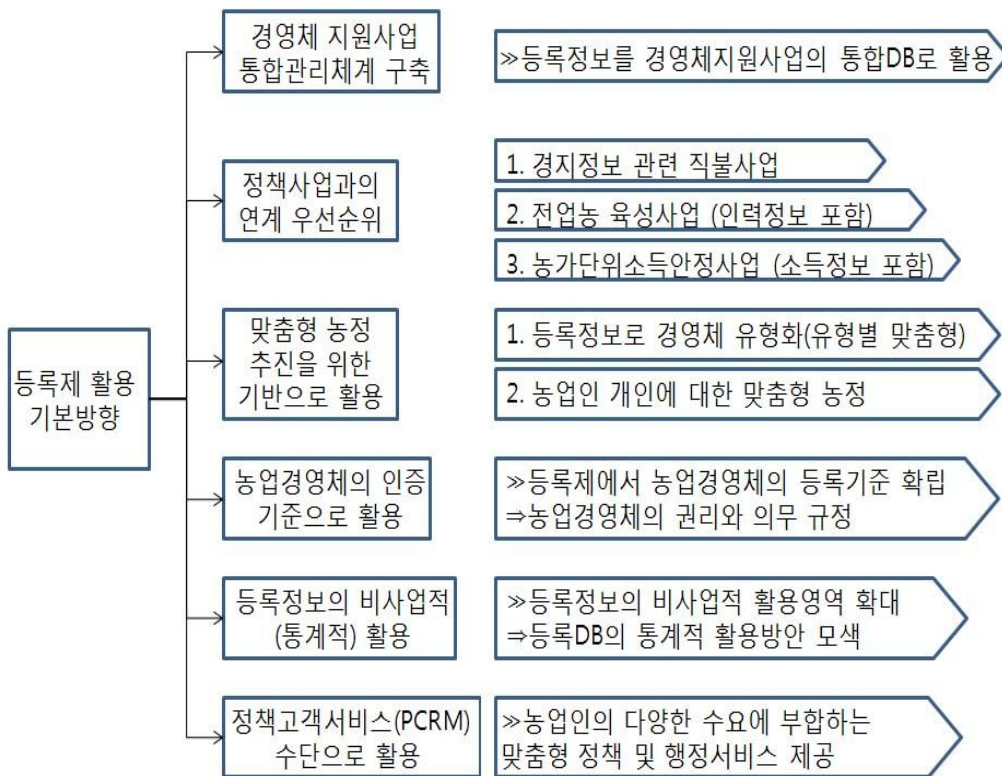 등록제 활용
기본방향
경영체 지원사업
통합관리체계 구축
≫등록정보를 경영체지원사업의 통합DB로 활용
정책사업과의
연계 우선순위
1. 경지정보 관련 직불사업
2. 전업농 육성사업 (인력정보 포함)
3. 농가단위소득안정사업 (소득정보 포함)
맞춤형 농정
추진을 위한
기반으로 활용
1. 등록정보로 경영체 유형화(유형별 맞춤형)
2. 농업인 개인에 대한 맞춤형 농정
농업경영체의 인증
기준으로 활용
≫등록제에서 농업경영체의 등록기준 확립
⇒농업경영체의 권리와 의무 규정
등록정보의 비사업적
(통계적) 활용
≫등록정보의 비사업적 활용영역 확대
⇒등록DB의 통계적 활용방안 모색
정책고객서비스(PCRM)
수단으로 활용
≫농업인의 다양한 수요에 부합하는
맞춤형 정책 및 행정서비스 제공